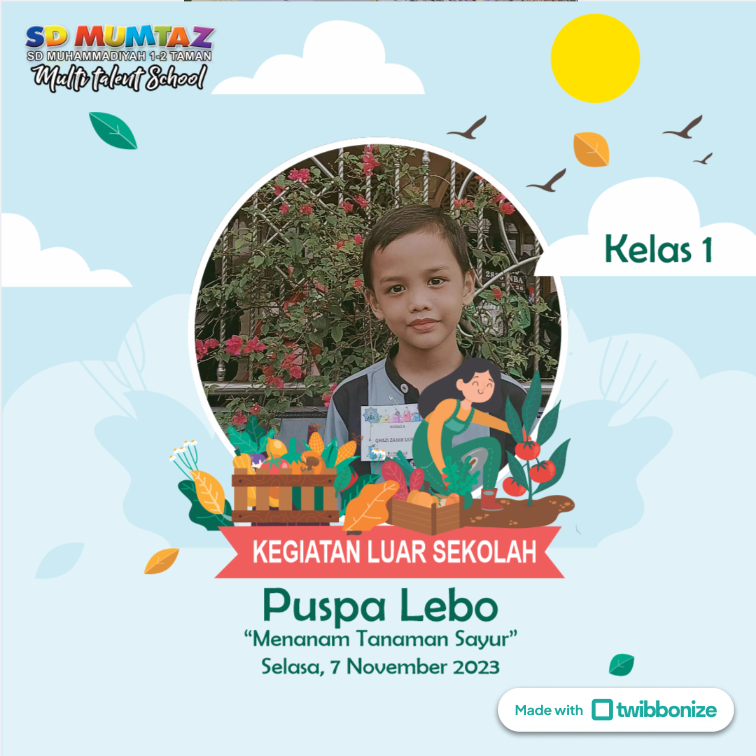 SD MUMTAZ
SD MUHAMMADIYAH 1-2 TAMAN
Multi talent School
Kelas 1
KEGIATAN LUAR SEKOLAH
Puspa Lebo
“Menanam Tanaman Sayur”
Selasa, 7 November 2023
Made with twibbonize